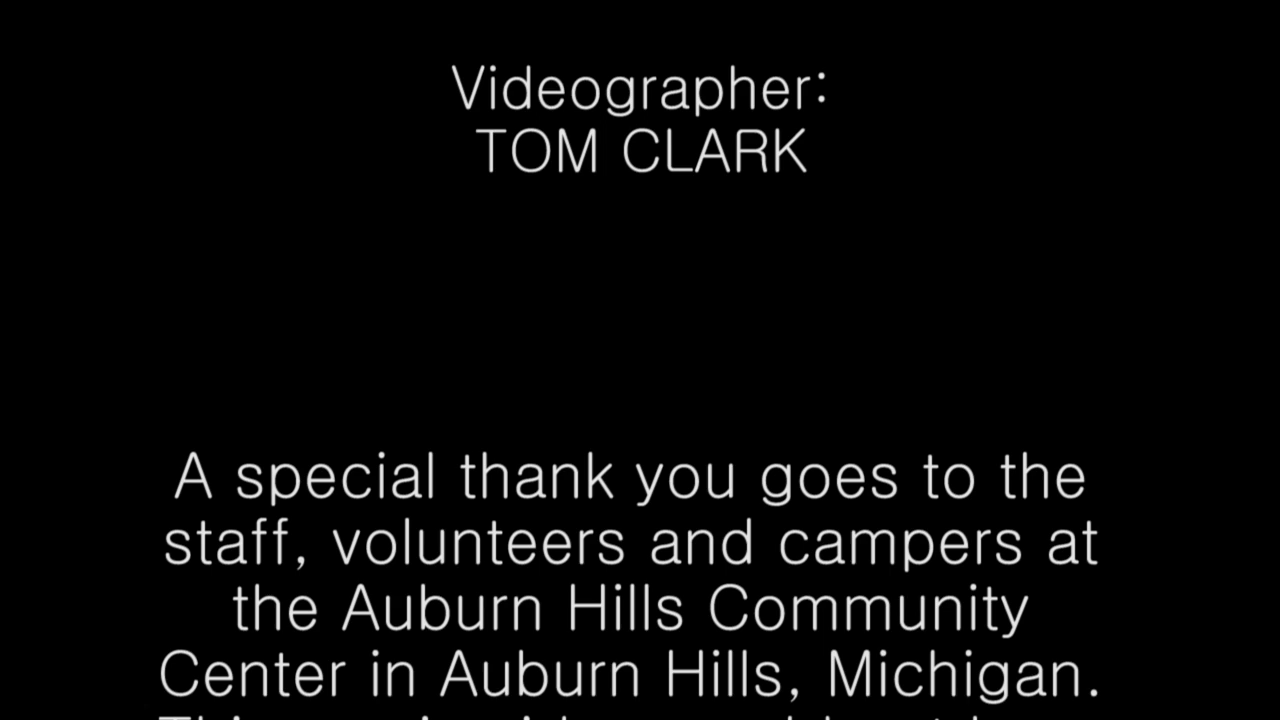 Videographer:
TOM CLARK
A special thank you goes to the
staff, volunteers and campers at
the Auburn Hills Community
Center in Auburn Hills, Michigan.